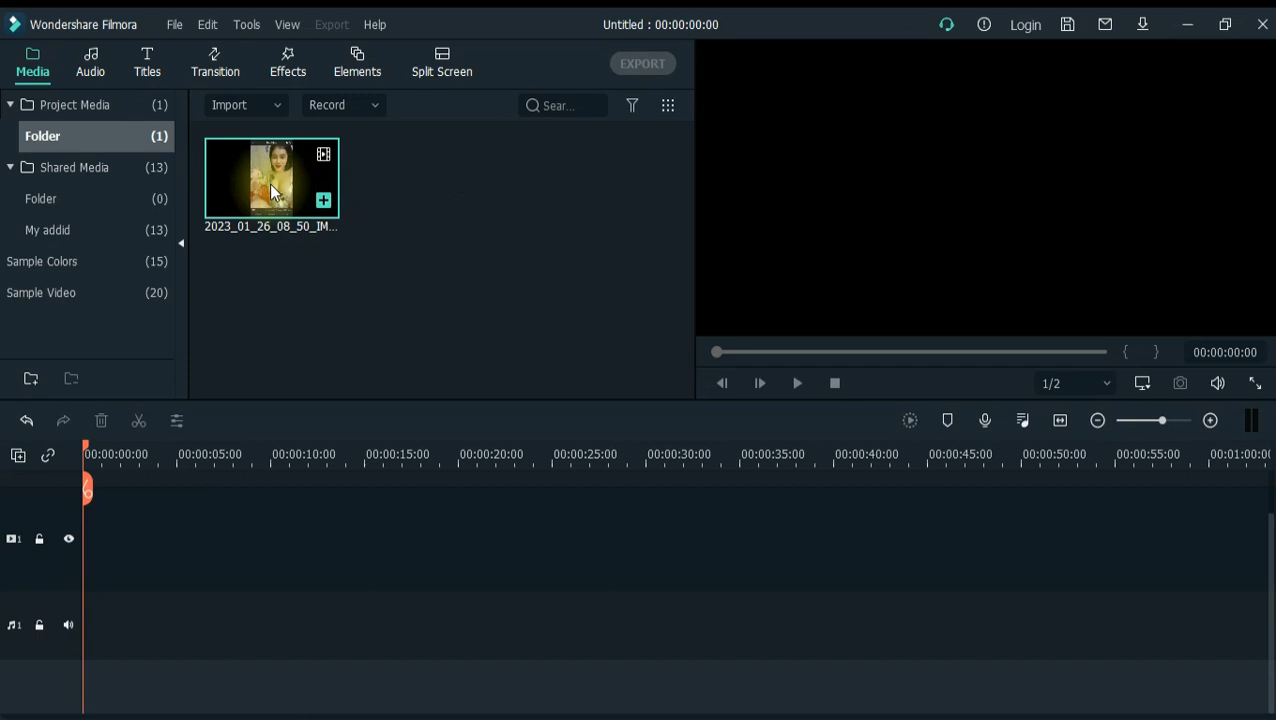 Wondershare Filmora File Edit Tools View Export Help Untitled : 00:00:00:00 Login
Media Audio Titles Transition Effects Elements Split Screen EXPORT
Project Media (1)
Folder (1)
Shared Media (13)
Folder (0)
My addid (13)
Sample Colors (15)
Sample Video (20)
Import Record Sear...
2023_01_26_08_50_IM...
{ } 00:00:00:00
1/2
00:00:00:00 00:00:05:00 00:00:10:00 00:00:15:00 00:00:20:00 00:00:25:00 00:00:30:00 00:00:35:00 00:00:40:00 00:00:45:00 00:00:50:00 00:00:55:00 00:01:00:00
1
1